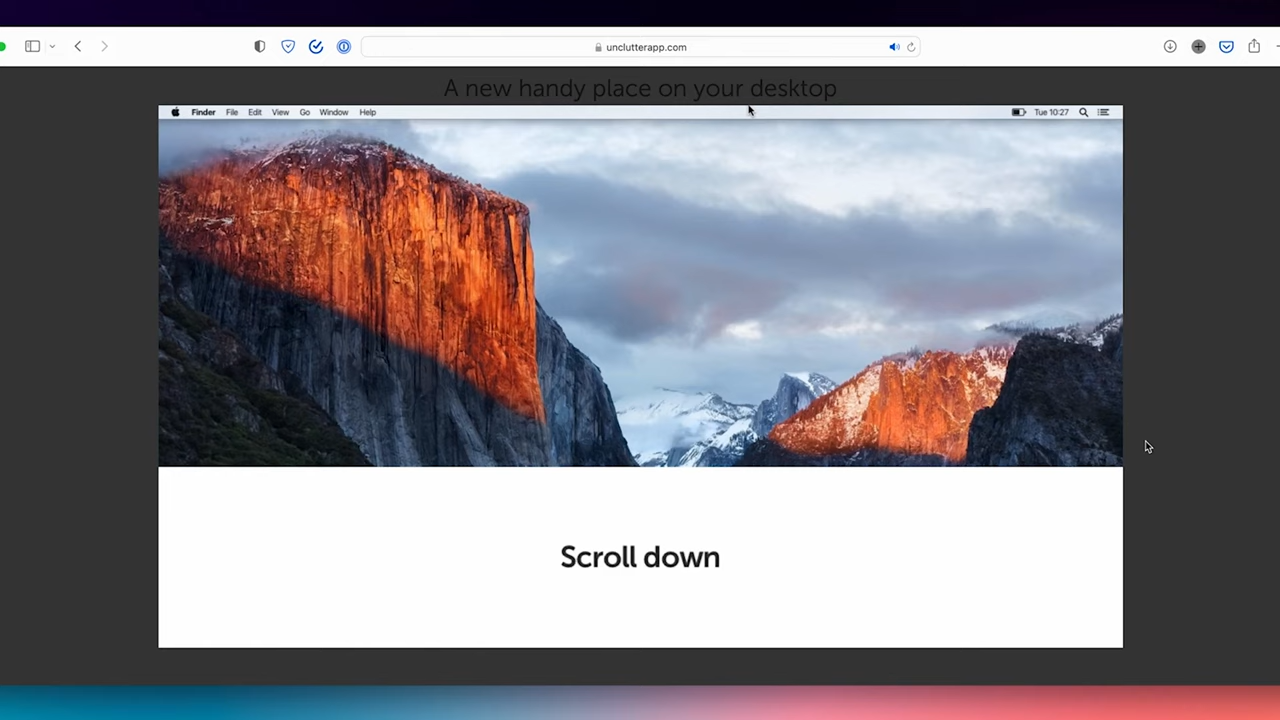 unclutterapp.com
A new handy place on your desktop
Finder File Edit View Go Window Help Tue 10:27
Scroll down